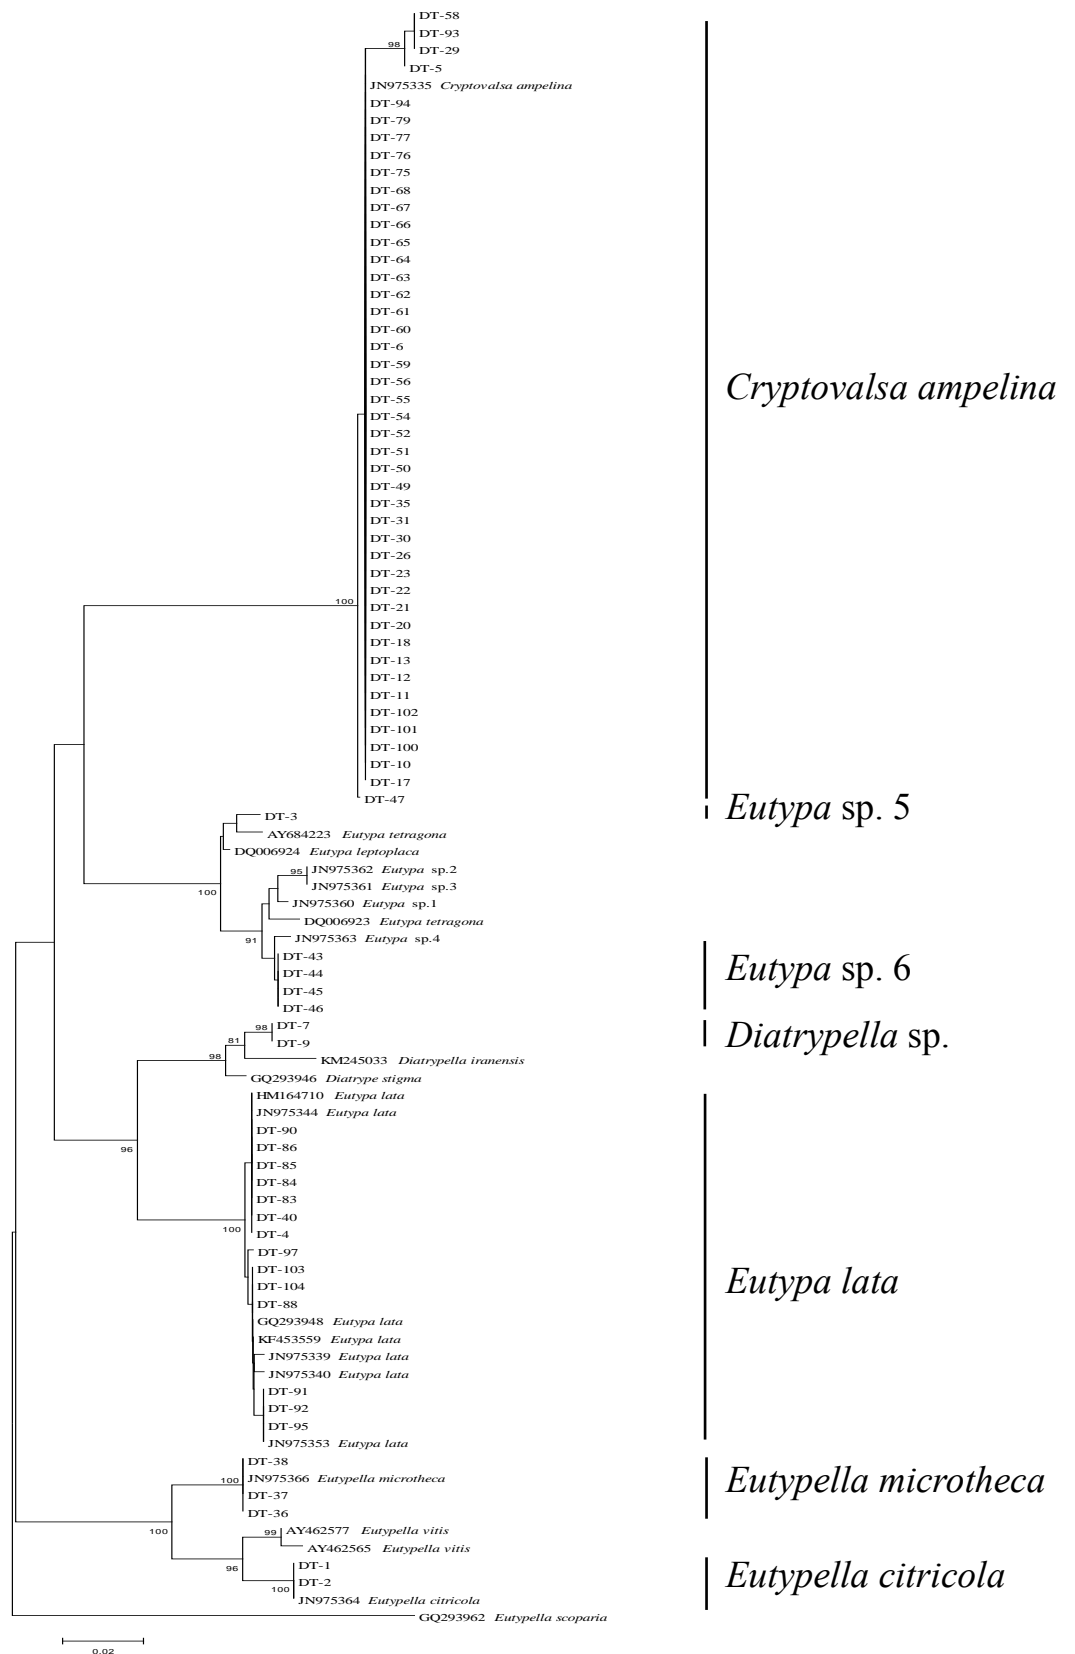 DT-58
98
DT-93
DT-29
DT-5
JN975335 Cryptovalsa ampelina
DT-94
DT-79
DT-77
DT-76
DT-75
DT-68
DT-67
DT-66
DT-65
DT-64
DT-63
DT-62
DT-61
DT-60
DT-6
DT-59
DT-56
Cryptovalsa ampelina
DT-55
DT-54
DT-52
DT-51
DT-50
DT-49
DT-35
DT-31
DT-30
DT-26
DT-23
DT-22
100
DT-21
DT-20
DT-18
DT-13
DT-12
DT-11
DT-102
DT-101
DT-100
DT-10
DT-17
DT-47
Eutypa sp. 5
DT-3
AY684223 Eutypa tetragona
DQ006924 Eutypa leptoplaca
95 JN975362 Eutypa sp.2
JN975361 Eutypa sp.3
100
JN975360 Eutypa sp.1
DQ006923 Eutypa tetragona
91
JN975363 Eutypa sp.4
DT-43
Eutypa sp. 6
DT-44
DT-45
DT-46
98 DT-7
Diatrypella sp.
81
DT-9
98
KM245033 Diatrypella iranensis
GQ293946 Diatrype stigma
HM164710 Eutypa lata
JN975344 Eutypa lata
DT-90
DT-86
96
DT-85
DT-84
DT-83
DT-40
100
DT-4
DT-97
DT-103
Eutypa lata
DT-104
DT-88
GQ293948 Eutypa lata
KF453559 Eutypa lata
JN975339 Eutypa lata
JN975340 Eutypa lata
DT-91
DT-92
DT-95
JN975353 Eutypa lata
DT-38
100 JN975366 Eutypella microtheca
Eutypella microtheca
DT-37
DT-36
100
99 AY462577 Eutypella vitis
AY462565 Eutypella vitis
96
DT-1
Eutypella citricola
DT-2
100
JN975364 Eutypella citricola
GQ293962 Eutypella scoparia
0.02